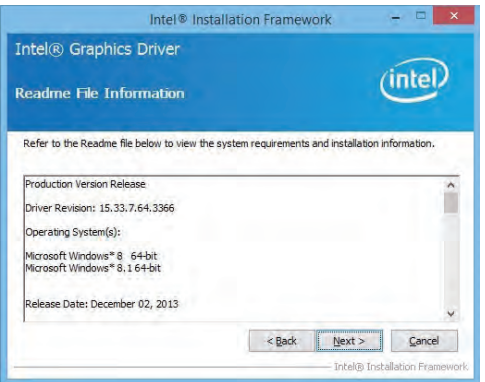 Intel® Installation Framework
Intel® Graphics Driver
Readme File Information
intel
Refer to the Readme file below to view the system requirements and installation information.
Production Version Release
Driver Revision: 15.33.7.64.3366
Operating System(s):
Microsoft Windows* 8 64-bit
Microsoft Windows* 8.1 64-bit
Release Date: December 02, 2013
< Back Next > Cancel
Intel® Installation Framework